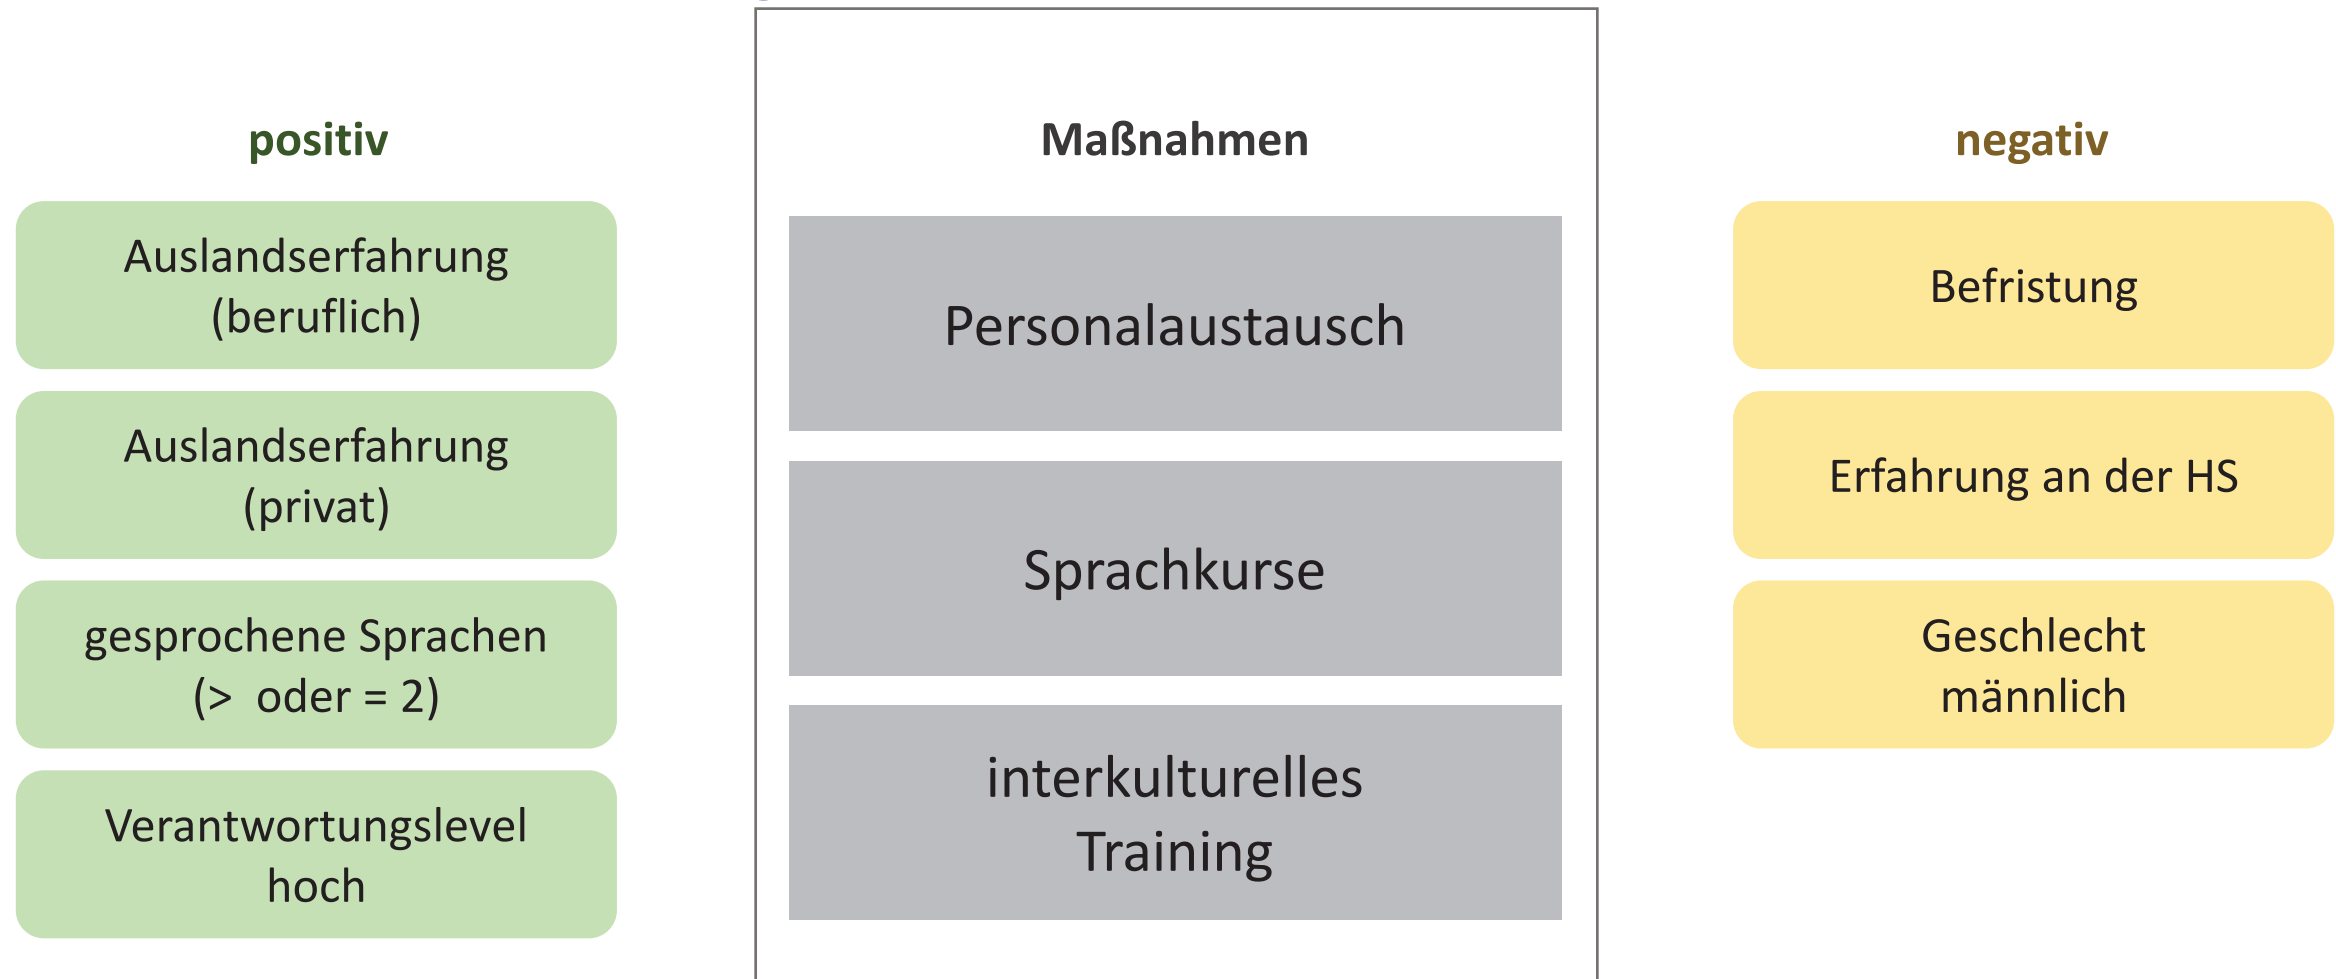 positiv
Auslandserfahrung
(beruflich)
Auslandserfahrung
(privat)
gesprochene Sprachen
(> oder = 2)
Verantwortungslevel
hoch
Maßnahmen
Personalaustausch
Sprachkurse
interkulturelles
Training
negativ
Befristung
Erfahrung an der HS
Geschlecht
männlich